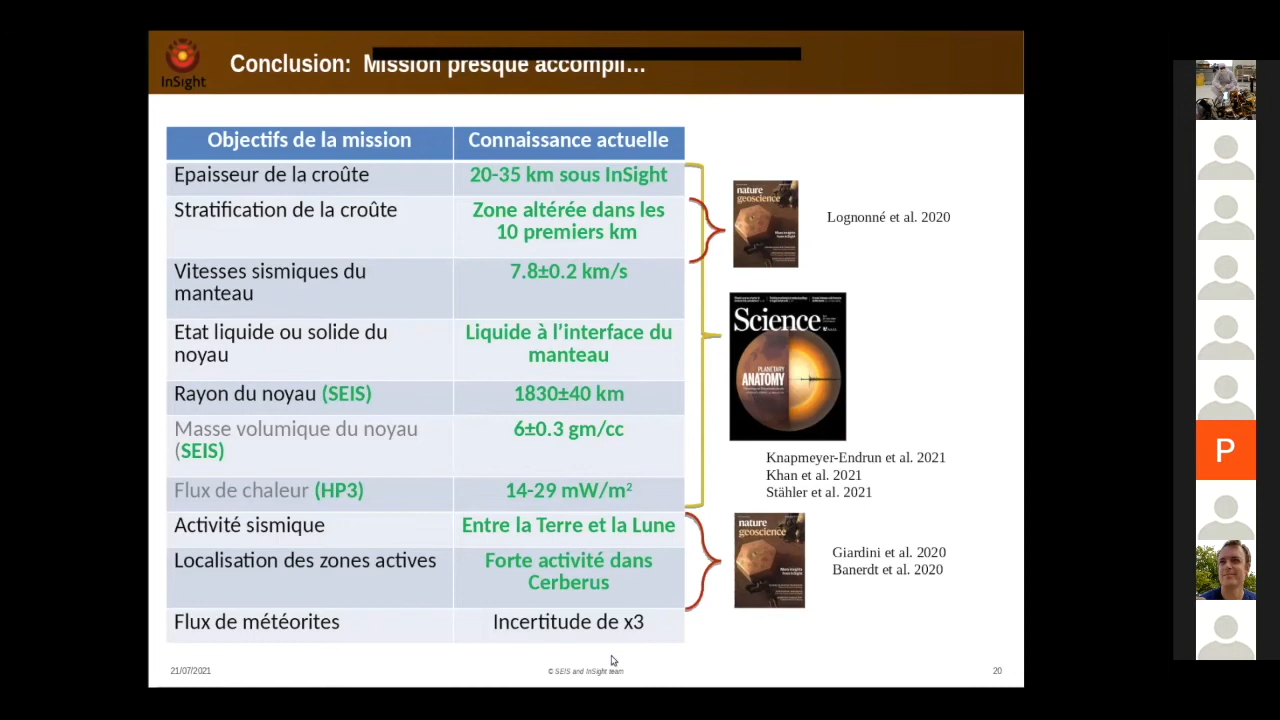 InSight
Conclusion: Mission presque accompli…
Objectifs de la mission
Connaissance actuelle
Epaisseur de la croûte
20-35 km sous InSight
Stratification de la croûte
Zone altérée dans les
10 premiers km
Vitesses sismiques du
manteau
7.8±0.2 km/s
Etat liquide ou solide du
noyau
Liquide à l’interface du
manteau
Rayon du noyau (SEIS)
1830±40 km
Masse volumique du noyau
(SEIS)
6±0.3 gm/cc
Flux de chaleur (HP3)
14-29 mW/m²
Activité sismique
Entre la Terre et la Lune
Localisation des zones actives
Forte activité dans
Cerberus
Flux de météorites
Incertitude de x3
nature
geoscience
Lognonné et al. 2020
Science
PLANETARY
ANATOMY
Knapmeyer-Endrun et al. 2021
Khan et al. 2021
Stähler et al. 2021
nature
geoscience
Giardini et al. 2020
Banerdt et al. 2020
21/07/2021
© SEIS and InSight team
20
P